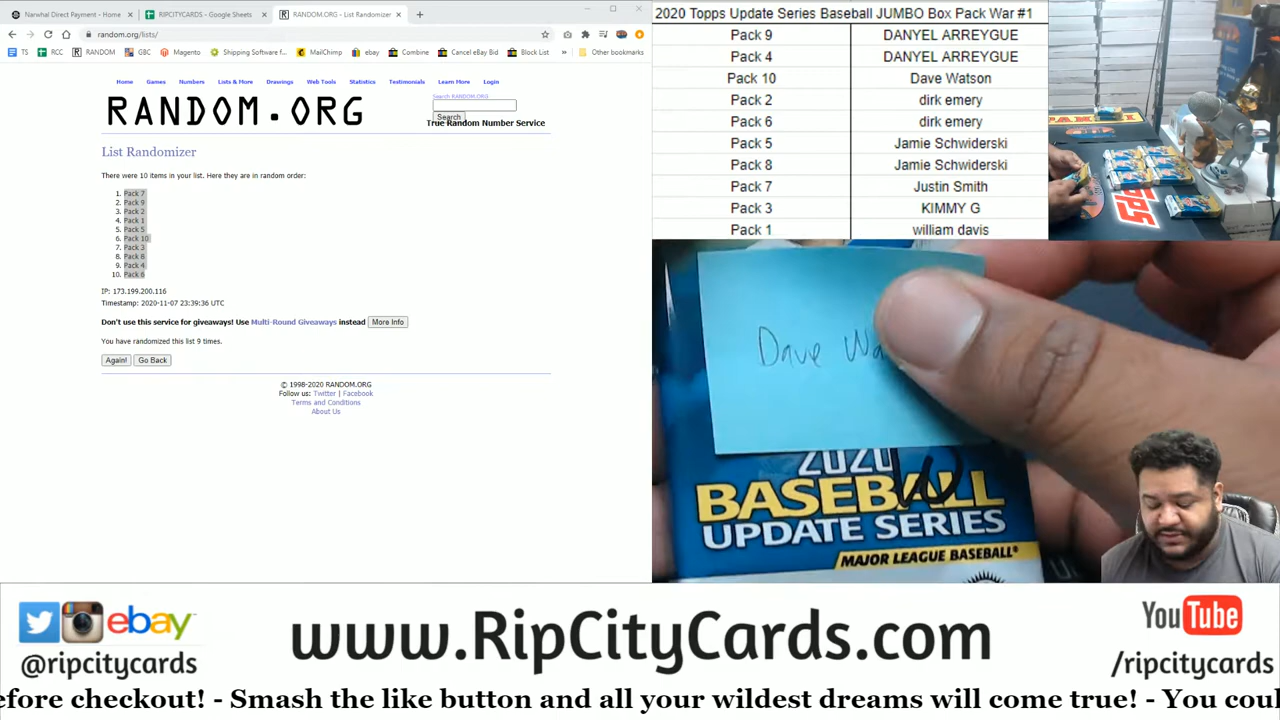 Narwhal Direct Payment - Home
RIPCITYCARDS - Google Sheets
RANDOM.ORG - List Randomizer
random.org/lists/
TS
RCC
RANDOM
GBC
Magento
Shipping Software f...
MailChimp
ebay
Combine
Cancel eBay Bid
Block List
Other bookmarks
Home Games Numbers Lists & More Drawings Web Tools Statistics Testimonials Learn More Login
RANDOM.ORG
Search RANDOM.ORG
Search
True Random Number Service
List Randomizer
There were 10 items in your list. Here they are in random order:
1. Pack 7
2. Pack 9
3. Pack 2
4. Pack 1
5. Pack 5
6. Pack 10
7. Pack 3
8. Pack 8
9. Pack 4
10. Pack 6
IP: 173.199.200.116
Timestamp: 2020-11-07 23:39:36 UTC
Don't use this service for giveaways! Use Multi-Round Giveaways instead
More Info
You have randomized this list 9 times.
Again! Go Back
© 1998-2020 RANDOM.ORG
Follow us: Twitter | Facebook
Terms and Conditions
About Us
2020 Topps Update Series Baseball JUMBO Box Pack War #1
Pack 9 DANYEL ARREYGUE
Pack 4 DANYEL ARREYGUE
Pack 10 Dave Watson
Pack 2 dirk emery
Pack 6 dirk emery
Pack 5 Jamie Schwiderski
Pack 8 Jamie Schwiderski
Pack 7 Justin Smith
Pack 3 KIMMY G
Pack 1 william davis
PANINI
Dave Wa
2020
BASEBALL
UPDATE SERIES
MAJOR LEAGUE BASEBALL®
ebay
@ripcitycards
www.RipCityCards.com
YouTube
/ripcitycards
efore checkout! - Smash the like button and all your wildest dreams will come true! - You coul